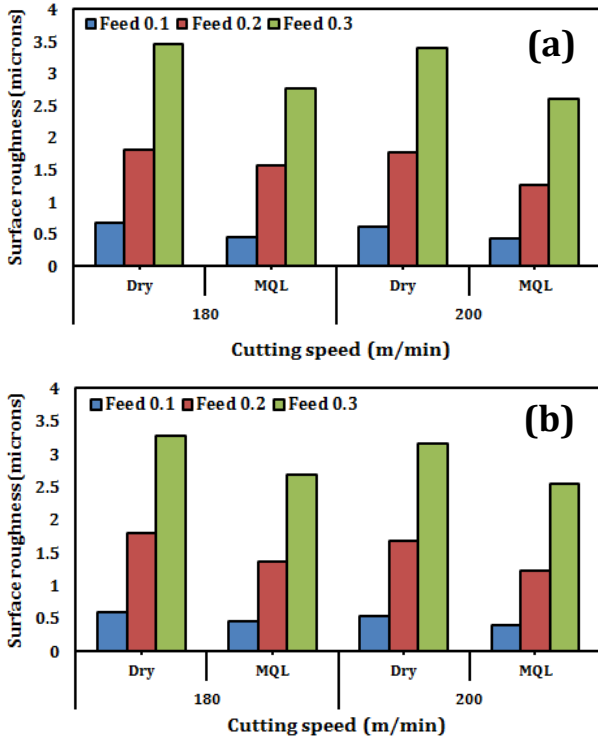 Feed 0.1 Feed 0.2 Feed 0.3
(a)
Surface roughness (microns)
4
3.5
3
2.5
2
1.5
1
0.5
0
Dry MQL Dry MQL
180 200
Cutting speed (m/min)
Feed 0.1 Feed 0.2 Feed 0.3
(b)
Surface roughness (microns)
4
3.5
3
2.5
2
1.5
1
0.5
0
Dry MQL Dry MQL
180 200
Cutting speed (m/min)